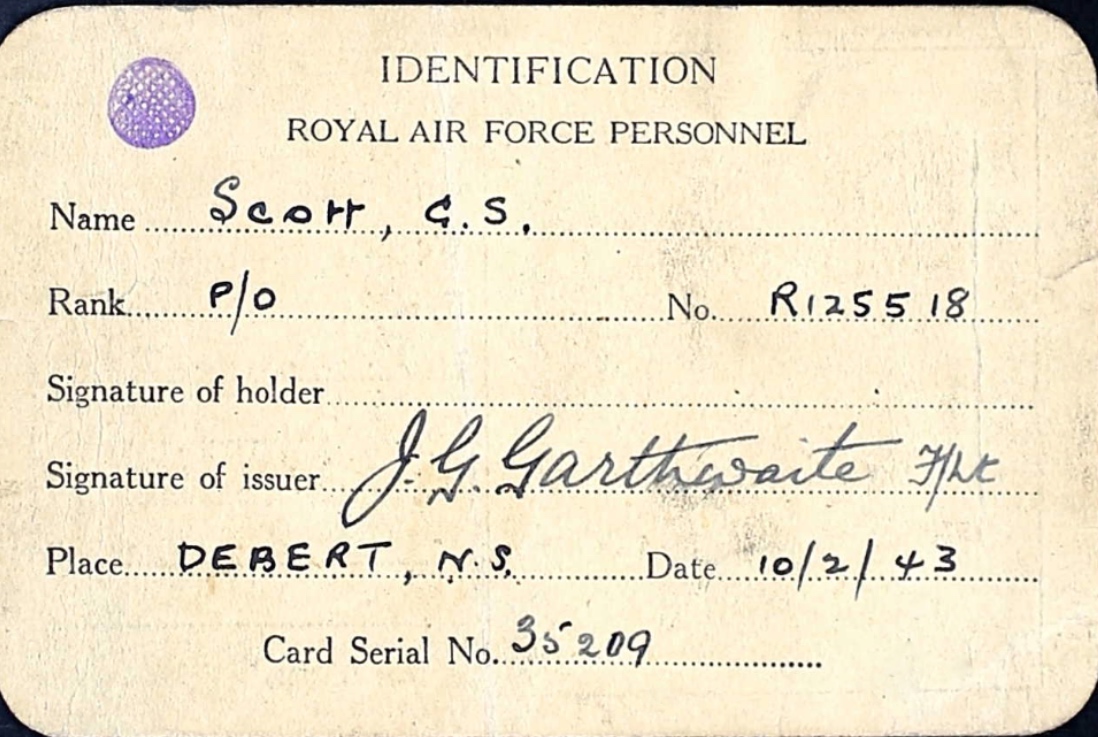 IDENTIFICATION
ROYAL AIR FORCE PERSONNEL
Name Scott, C.S.
Rank P/O No. R125518
Signature of holder
Signature of issuer J.G. Garthwaite F/Lt
Place DEBERT, N.S. Date 10/2/43
Card Serial No. 35209